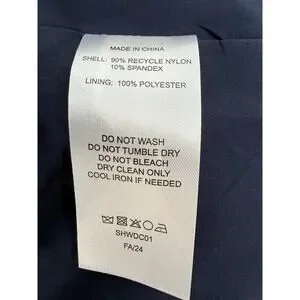 MADE IN CHINA
SHELL: 90% RECYCLE NYLON
10% SPANDEX
LINING: 100% POLYESTER
DO NOT WASH
DO NOT TUMBLE DRY
DO NOT BLEACH
DRY CLEAN ONLY
COOL IRON IF NEEDED
SHWDC01
FA/24